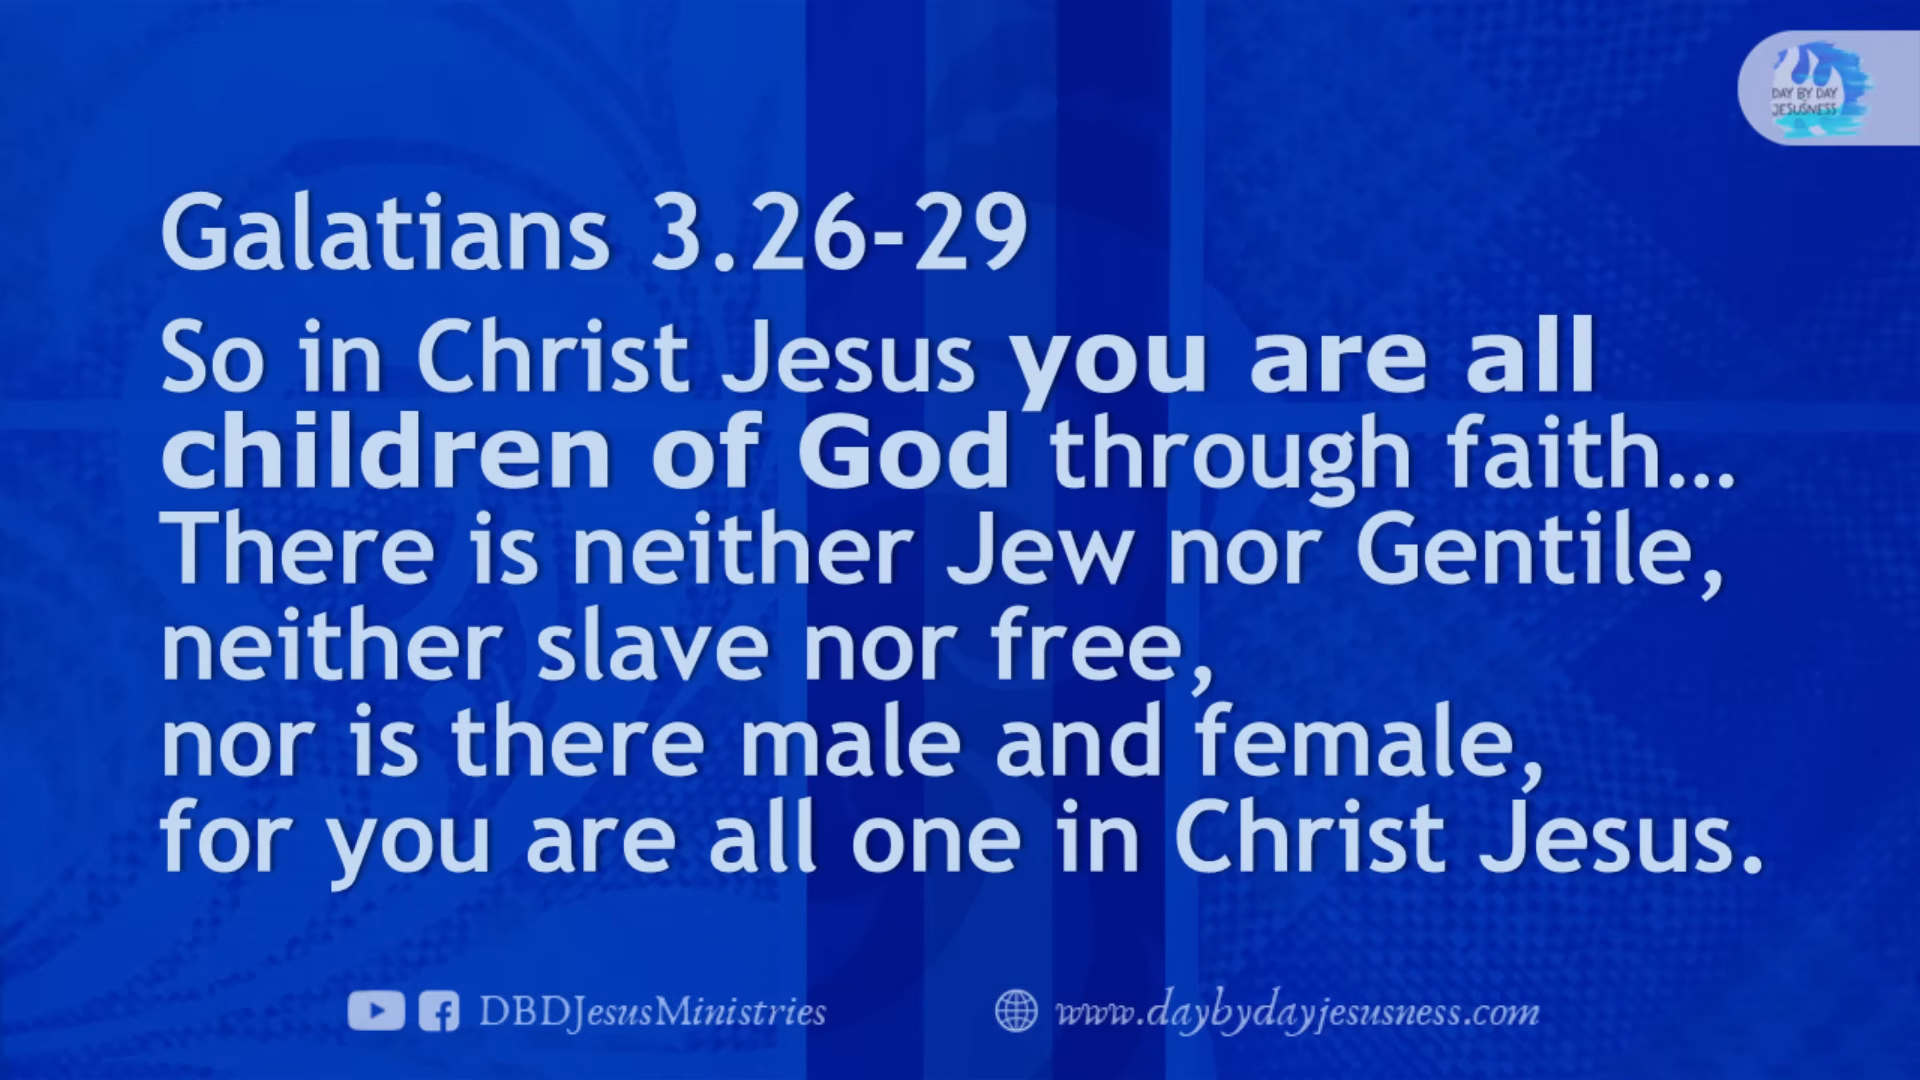 DAY BY DAY
JESUSNESS
Galatians 3.26-29
So in Christ Jesus you are all
children of God through faith...
There is neither Jew nor Gentile,
neither slave nor free,
nor is there male and female,
for you are all one in Christ Jesus.
DBDJesusMinistries
www.daybydayjesusness.com